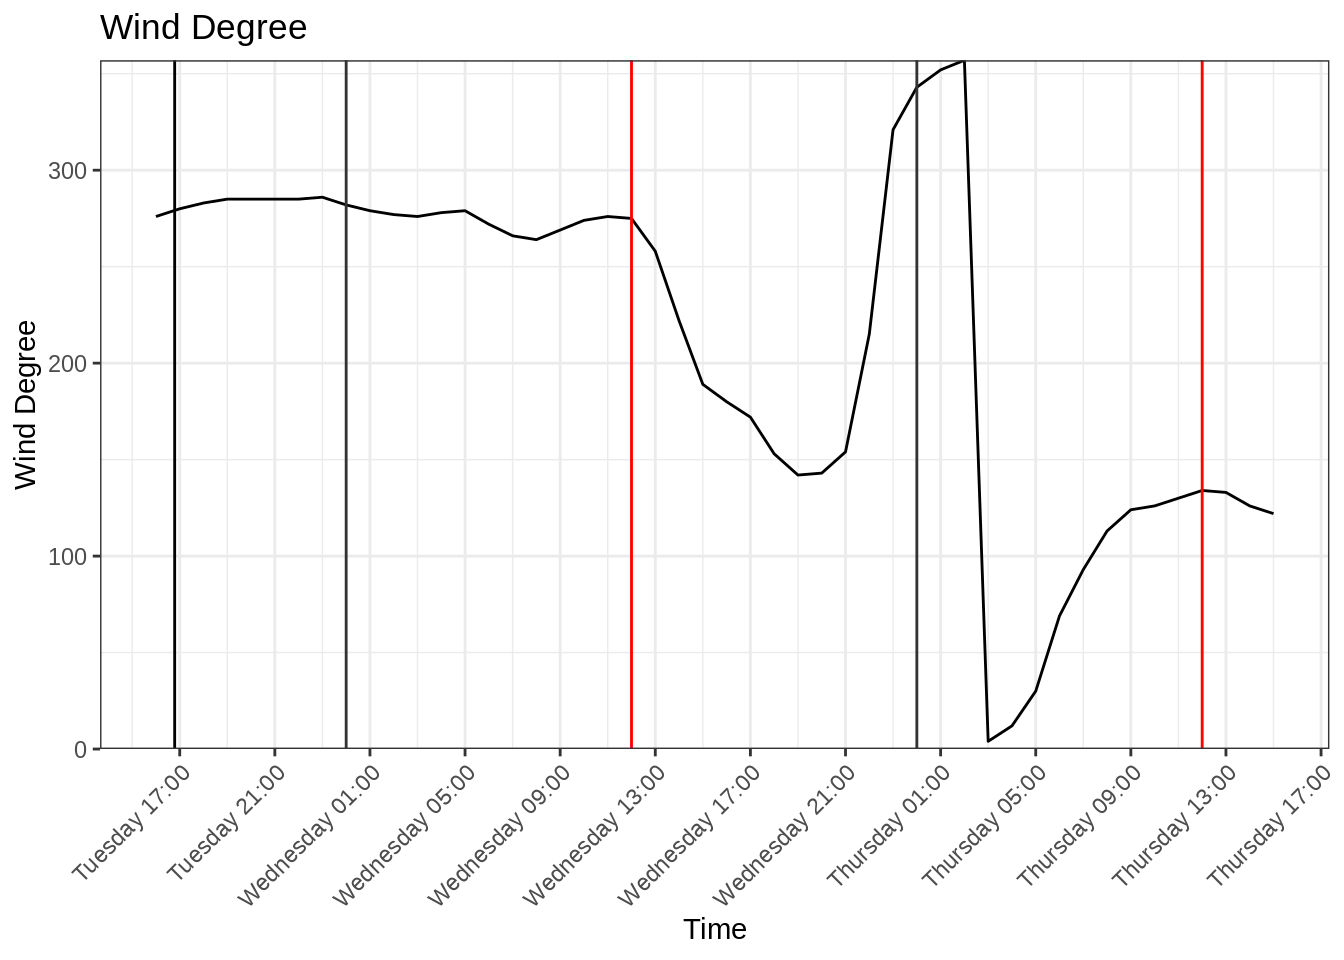 Wind Degree
Wind Degree
300
200
100
0
Tuesday 17:00
Tuesday 21:00
Wednesday 01:00
Wednesday 05:00
Wednesday 09:00
Wednesday 13:00
Wednesday 17:00
Wednesday 21:00
Thursday 01:00
Thursday 05:00
Thursday 09:00
Thursday 13:00
Thursday 17:00
Time